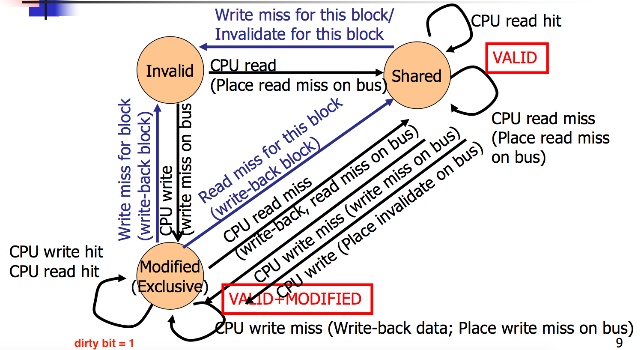 Write miss for this block/
Invalidate for this block
CPU read hit
VALID
Invalid
CPU read
(Place read miss on bus)
Shared
CPU read miss
(Place read miss
on bus)
Write miss for block
(write-back block)
CPU write
(write miss on bus)
Read miss for this block
(write-back block)
CPU read miss
(write-back, read miss on bus)
CPU write miss (write miss on bus)
CPU write (Place invalidate on bus)
CPU write hit
CPU read hit
Modified
(Exclusive)
VALID+MODIFIED
CPU write miss (Write-back data; Place write miss on bus)
dirty bit = 1
9